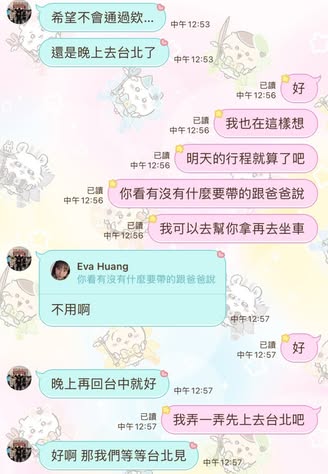 希望不會通過欸...
中午12:53
還是晚上去台北了
中午12:53
已讀
中午12:56
好
已讀
中午12:56
我也在這樣想
已讀
中午12:56
明天的行程就算了吧
已讀
中午12:56
你看有沒有什麼要帶的跟爸爸說
已讀
中午12:56
我可以去幫你拿再去坐車
Eva Huang
你看有沒有什麼要帶的跟爸爸說
不用啊
中午12:57
已讀
中午12:57
好
晚上再回台中就好
中午12:57
已讀
中午12:57
我弄一弄先上去台北吧
好啊 那我們等等台北見
中午12:57